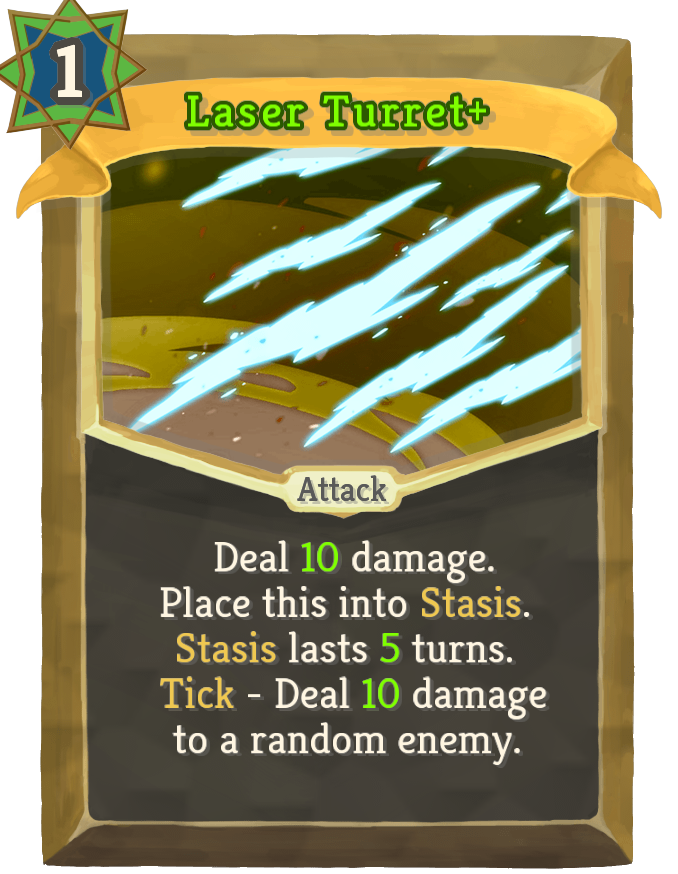 1
Laser Turret+
Attack
Deal 10 damage.
Place this into Stasis.
Stasis lasts 5 turns.
Tick - Deal 10 damage
to a random enemy.